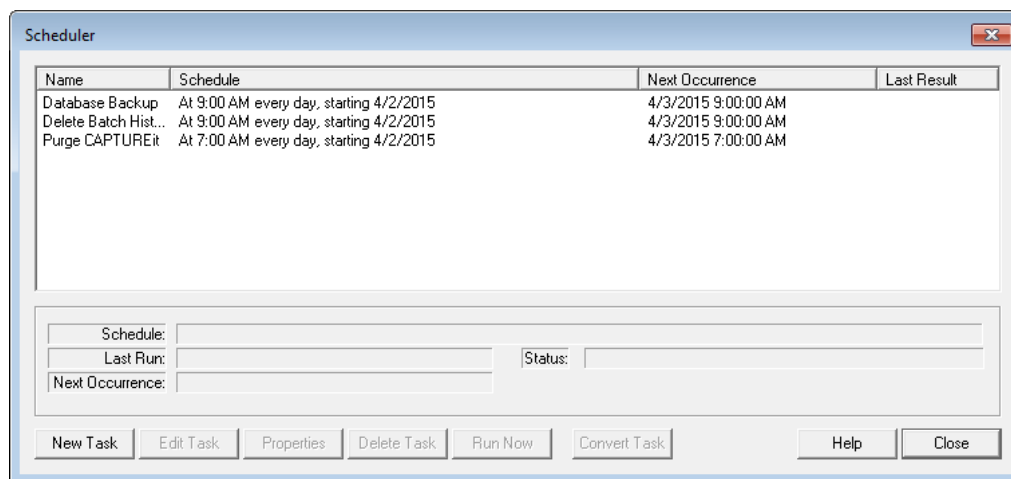 Scheduler
Name Schedule Next Occurrence Last Result
Database Backup At 9:00 AM every day, starting 4/2/2015 4/3/2015 9:00:00 AM
Delete Batch Hist... At 9:00 AM every day, starting 4/2/2015 4/3/2015 9:00:00 AM
Purge CAPTUREit At 7:00 AM every day, starting 4/2/2015 4/3/2015 7:00:00 AM
Schedule:
Last Run: Status:
Next Occurrence:
New Task Edit Task Properties Delete Task Run Now Convert Task Help Close